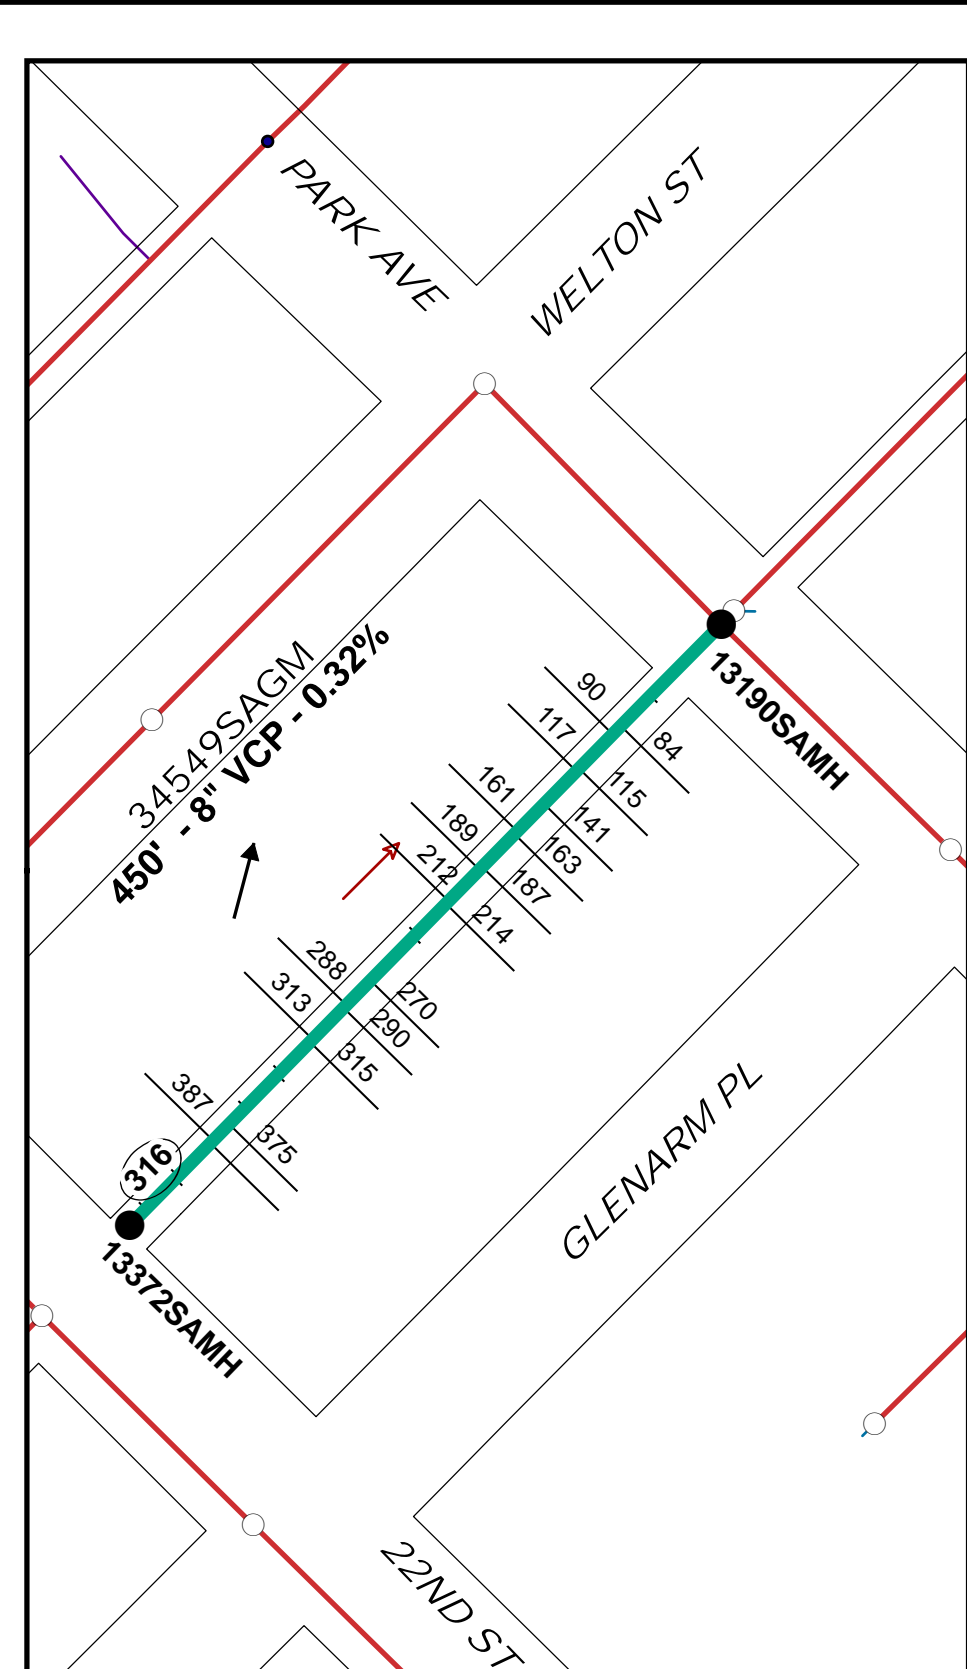 PARK AVE
WELTON ST
34549SAGM
450' - 8" VCP - 0.32%
13190SAMH
90
84
117
115
161
141
189
163
212
187
214
288
270
313
290
315
387
375
316
13372SAMH
GLENARM PL
22ND ST